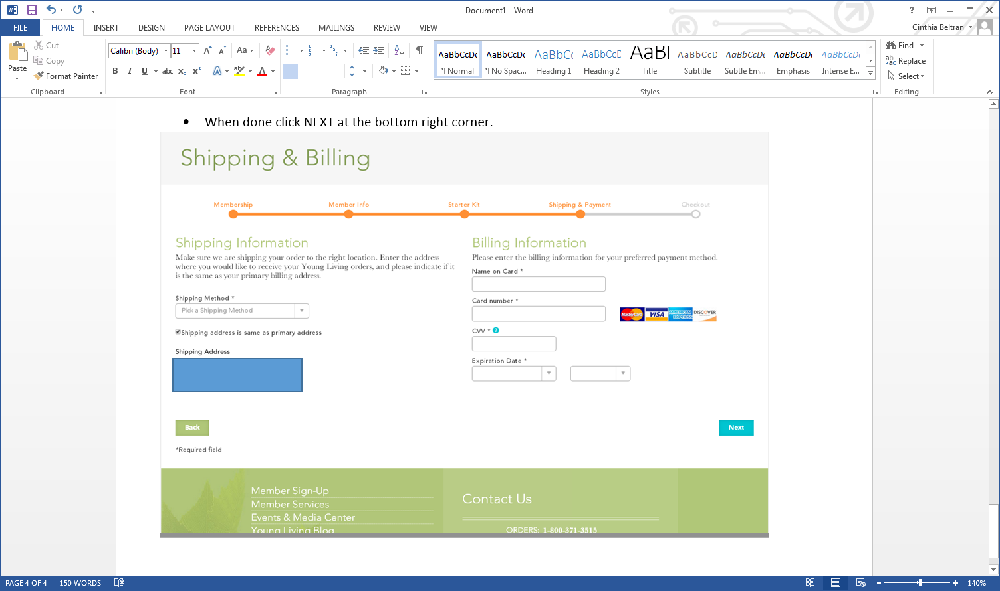 Document1 - Word
?
FILE HOME INSERT DESIGN PAGE LAYOUT REFERENCES MAILINGS REVIEW VIEW
Cinthia Beltran
Paste
Cut
Copy
Format Painter
Clipboard
Calibri (Body) 11
Aa
B I U abc x₂ x²
Font
Paragraph
AaBbCcDc AaBbCcDc AaBbCc AaBbCcD AaBl AaBbCcD AaBbCcDc AaBbCcDc AaBbCcDc
¶ Normal ¶ No Spac... Heading 1 Heading 2 Title Subtitle Subtle Em... Emphasis Intense E...
Styles
Find
Replace
Select
Editing
• When done click NEXT at the bottom right corner.
Shipping & Billing
Membership Member Info Starter Kit Shipping & Payment Checkout
Shipping Information
Make sure we are shipping your order to the right location. Enter the address
where you would like to receive your Young Living orders, and please indicate if it
is the same as your primary billing address.
Shipping Method *
Pick a Shipping Method
Shipping address is same as primary address
Shipping Address
Billing Information
Please enter the billing information for your preferred payment method.
Name on Card *
Card number *
MasterCard VISA AMERICAN EXPRESS DISCOVER
CVV * ?
Expiration Date *
Back
Next
*Required field
Member Sign-Up
Member Services
Events & Media Center
Young Living Blog
Contact Us
ORDERS: 1-800-371-3515
PAGE 4 OF 4 150 WORDS
140%